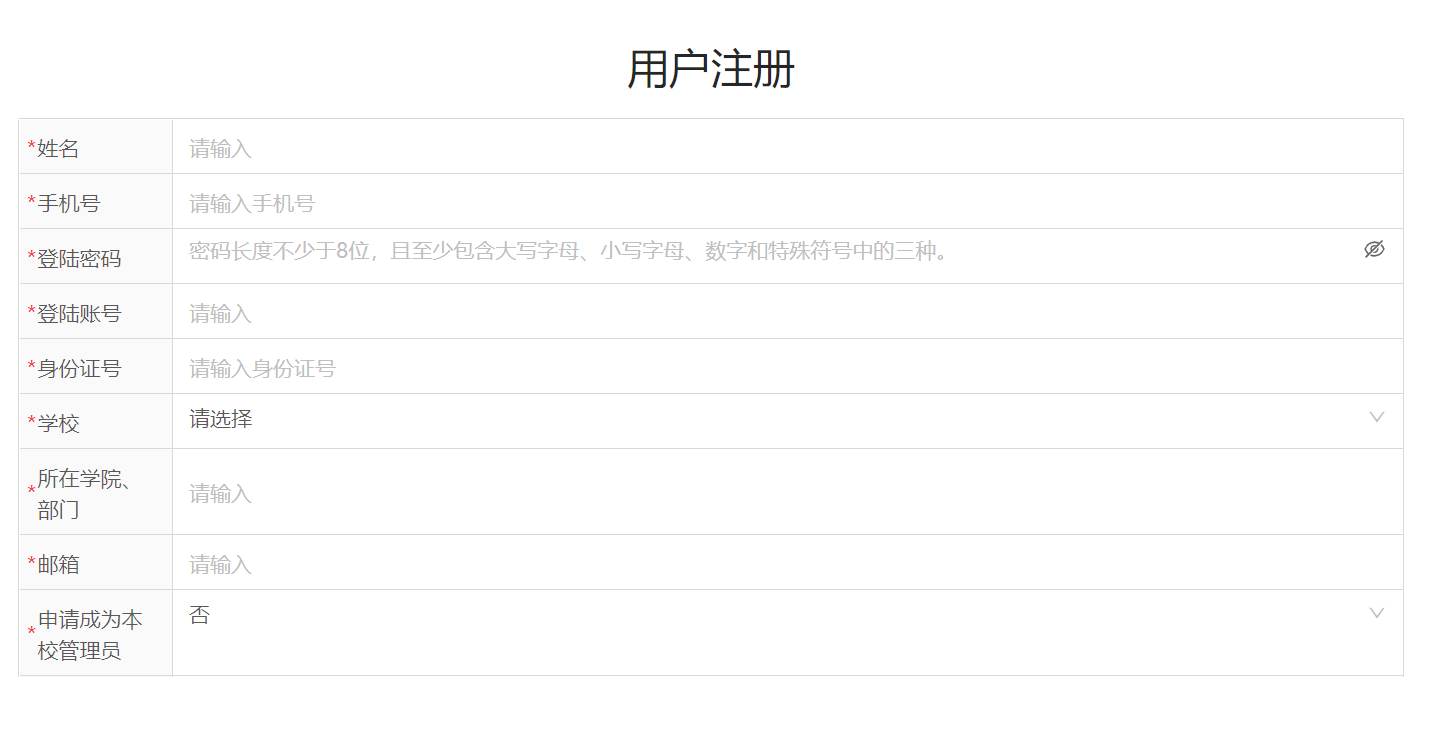 用户注册
*姓名 请输入
*手机号 请输入手机号
*登陆密码 密码长度不少于8位，且至少包含大写字母、小写字母、数字和特殊符号中的三种。
*登陆账号 请输入
*身份证号 请输入身份证号
*学校 请选择
*所在学院、
部门 请输入
*邮箱 请输入
*申请成为本
校管理员 否